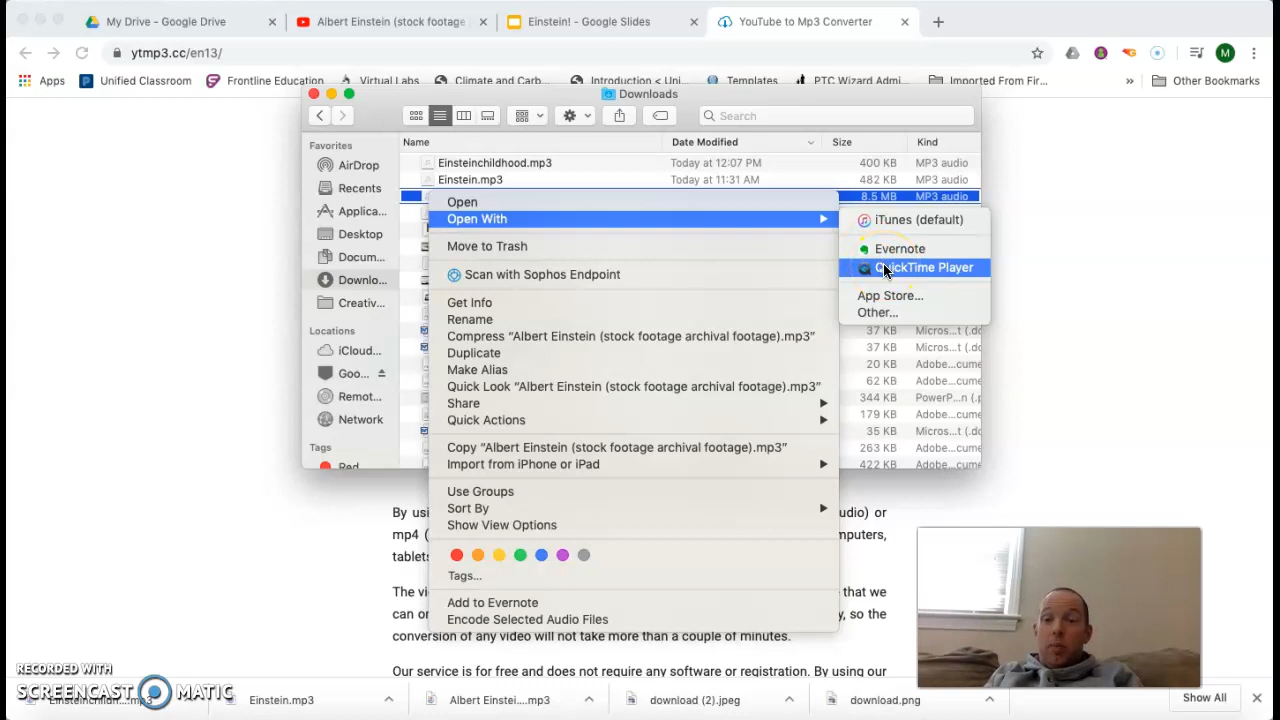 My Drive - Google Drive
Albert Einstein (stock footage
Einstein! - Google Slides
YouTube to Mp3 Converter
ytmp3.cc/en13/
M
Apps
Unified Classroom
Frontline Education
Virtual Labs
Climate and Carb...
Introduction < Uni...
Templates
PTC Wizard Admi...
Imported From Fir...
»
Other Bookmarks
Downloads
Search
Name
Date Modified
Size
Kind
Favorites
AirDrop
Recents
Applica...
Desktop
Docum...
Downlo...
Creativ...
Locations
iCloud...
Goo...
Remot...
Network
Tags
Red
Einsteinchildhood.mp3
Today at 12:07 PM
400 KB
MP3 audio
Einstein.mp3
Today at 11:31 AM
482 KB
MP3 audio
8.5 MB
MP3 audio
Open
Open With
Move to Trash
Scan with Sophos Endpoint
Get Info
Rename
Compress “Albert Einstein (stock footage archival footage).mp3”
Duplicate
Make Alias
Quick Look “Albert Einstein (stock footage archival footage).mp3”
Share
Quick Actions
Copy “Albert Einstein (stock footage archival footage).mp3”
Import from iPhone or iPad
Use Groups
Sort By
Show View Options
Tags...
Add to Evernote
Encode Selected Audio Files
iTunes (default)
Evernote
QuickTime Player
App Store...
Other...
37 KB Micros...t (.do
37 KB Micros...t (.do
20 KB Adobe...cume
62 KB Adobe...cume
344 KB PowerP...n (.p
179 KB Adobe...cume
35 KB Micros...t (.do
263 KB Adobe...cume
422 KB Adobe...cume
By usi
udio) or
mp4 (
mputers,
tablets
The vi
e that we
can on
y, so the
conversion of any video will not take more than a couple of minutes.
Our service is for free and does not require any software or registration. By using our
RECORDED WITH
SCREENCAST MATIC
Einsteinchildh....mp3
Einstein.mp3
Albert Einstei....mp3
download (2).jpeg
download.png
Show All